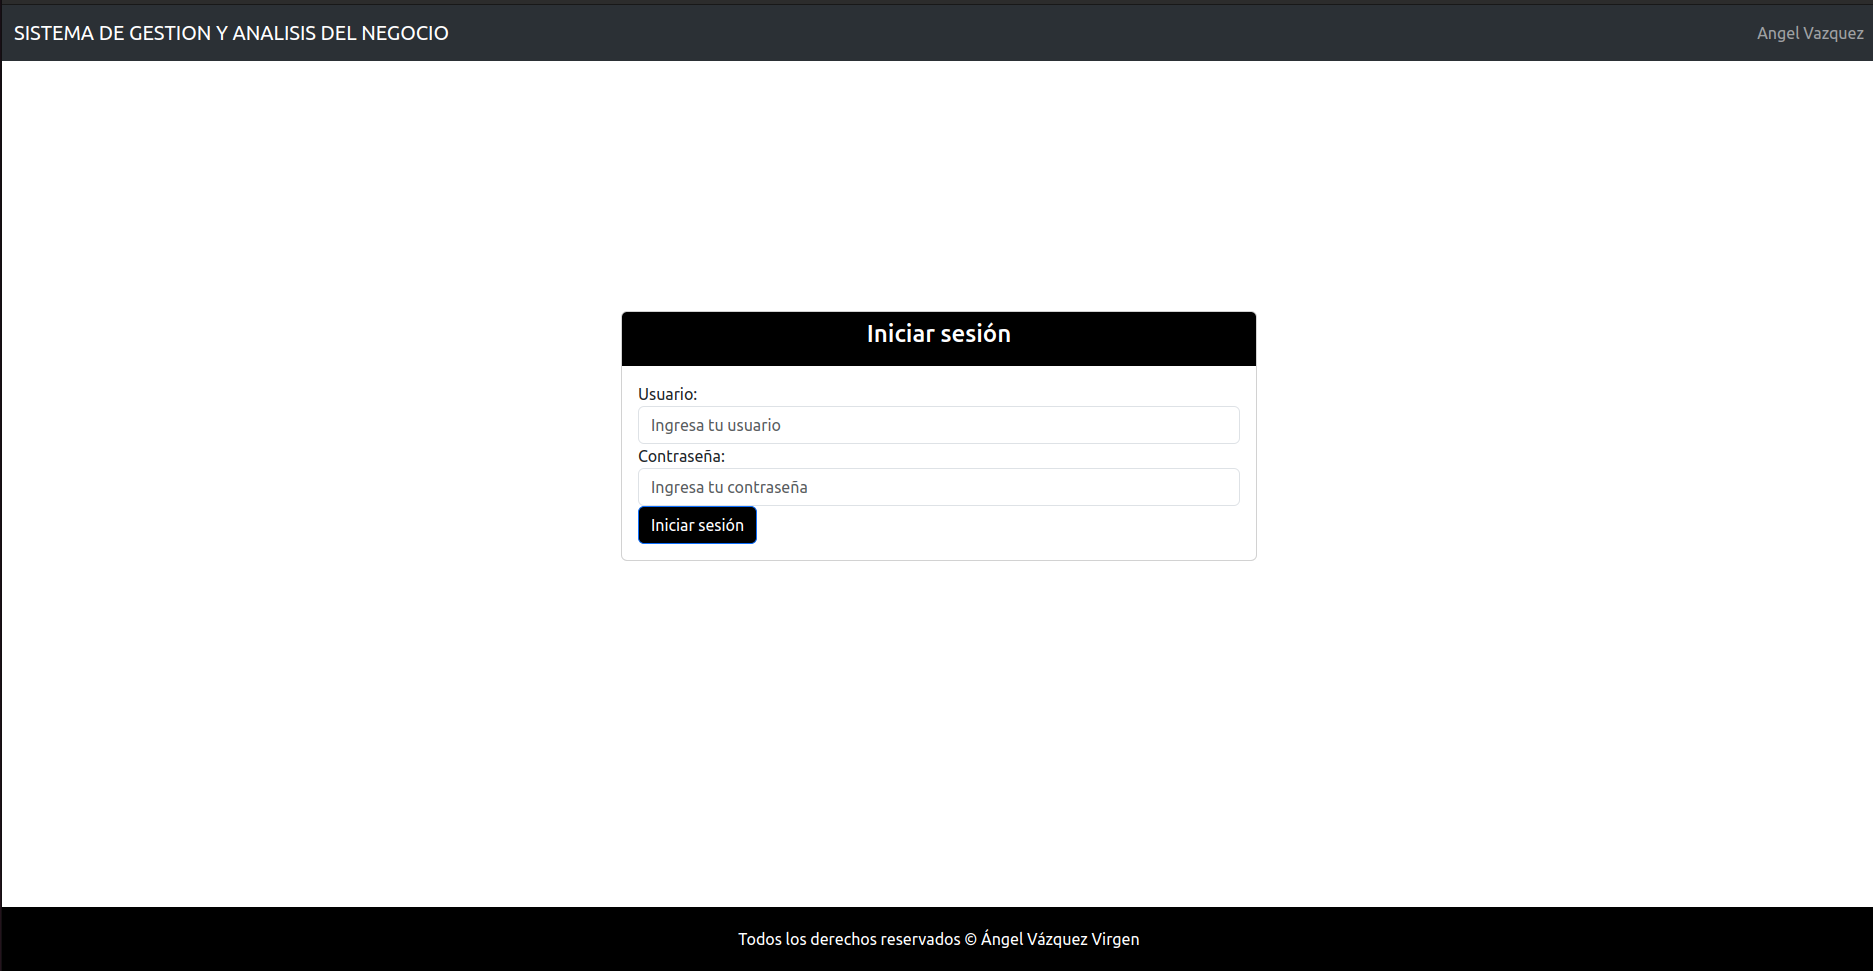 SISTEMA DE GESTION Y ANALISIS DEL NEGOCIO
Angel Vazquez
Iniciar sesión
Usuario:
Ingresa tu usuario
Contraseña:
Ingresa tu contraseña
Iniciar sesión
Todos los derechos reservados © Ángel Vázquez Virgen